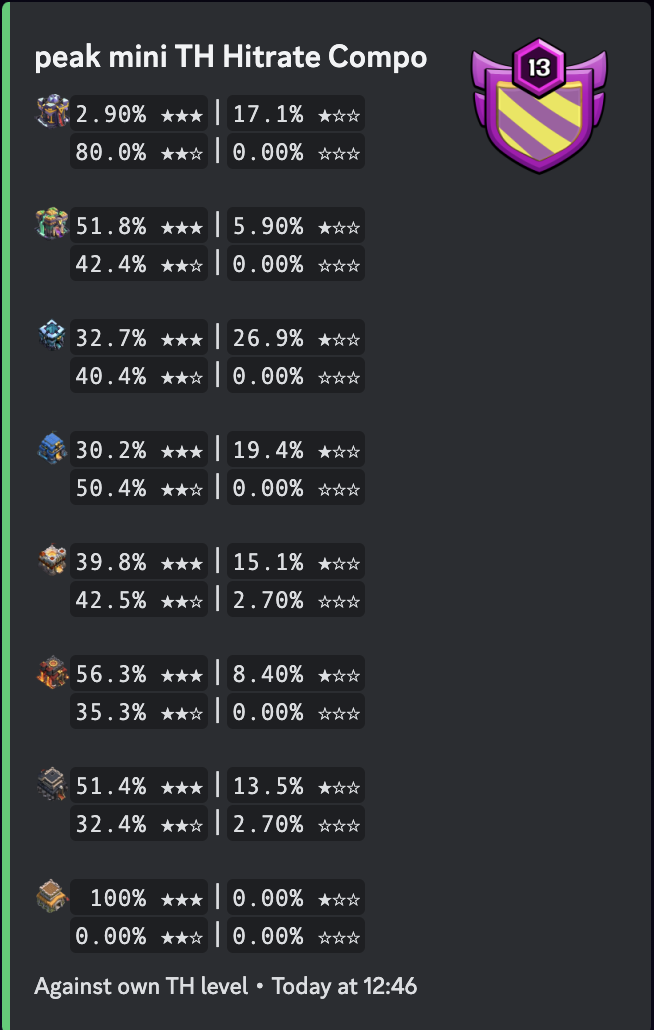 peak mini TH Hitrate Compo
13
2.90% ★★★ | 17.1% ★☆☆
80.0% ★★☆ | 0.00% ☆☆☆
51.8% ★★★ | 5.90% ★☆☆
42.4% ★★☆ | 0.00% ☆☆☆
32.7% ★★★ | 26.9% ★☆☆
40.4% ★★☆ | 0.00% ☆☆☆
30.2% ★★★ | 19.4% ★☆☆
50.4% ★★☆ | 0.00% ☆☆☆
39.8% ★★★ | 15.1% ★☆☆
42.5% ★★☆ | 2.70% ☆☆☆
56.3% ★★★ | 8.40% ★☆☆
35.3% ★★☆ | 0.00% ☆☆☆
51.4% ★★★ | 13.5% ★☆☆
32.4% ★★☆ | 2.70% ☆☆☆
100% ★★★ | 0.00% ★☆☆
0.00% ★★☆ | 0.00% ☆☆☆
Against own TH level • Today at 12:46